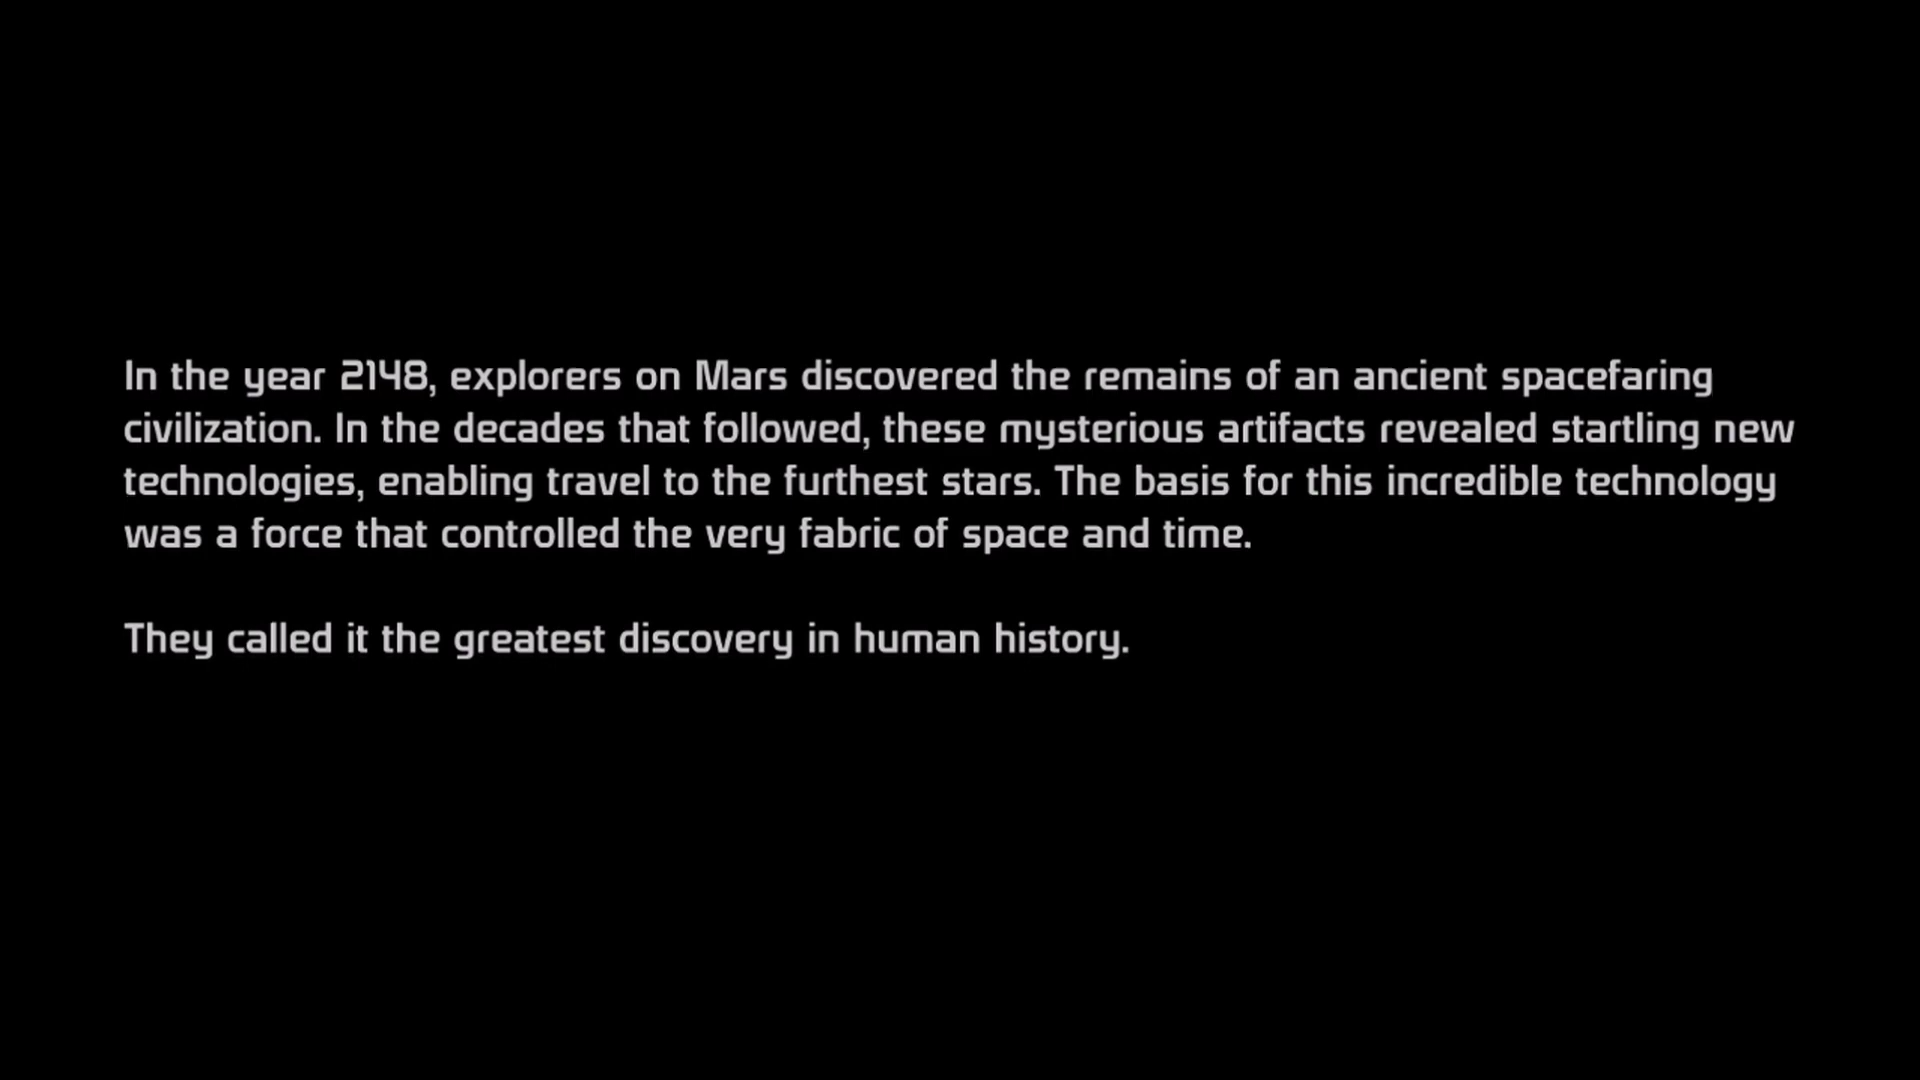 In the year 2148, explorers on Mars discovered the remains of an ancient spacefaring
civilization. In the decades that followed, these mysterious artifacts revealed startling new
technologies, enabling travel to the furthest stars. The basis for this incredible technology
was a force that controlled the very fabric of space and time.
They called it the greatest discovery in human history.